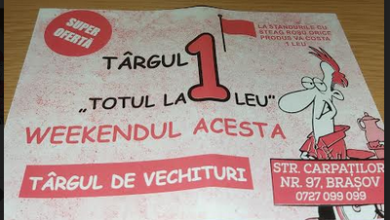 SUPER
OFERTĂ
LA STANDURILE CU
STEAG ROȘU ORICE
PRODUS VA COSTA
1 LEU
TÂRGUL
„TOTUL LA 1 LEU"
WEEKENDUL ACESTA
TÂRGUL DE VECHITURI
STR. CARPAȚILOR
NR. 97, BRAȘOV
0727 099 099